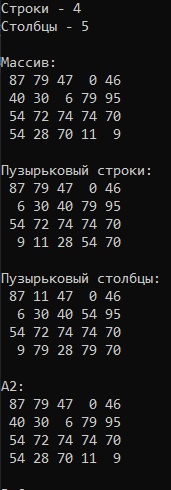 Строки - 4
Столбцы - 5
Массив:
87 79 47 0 46
40 30 6 79 95
54 72 74 74 70
54 28 70 11 9
Пузырьковый строки:
87 79 47 0 46
6 30 40 79 95
54 72 74 74 70
9 11 28 54 70
Пузырьковый столбцы:
87 11 47 0 46
6 30 40 54 95
54 72 74 74 70
9 79 28 79 70
A2:
87 79 47 0 46
40 30 6 79 95
54 72 74 74 70
54 28 70 11 9